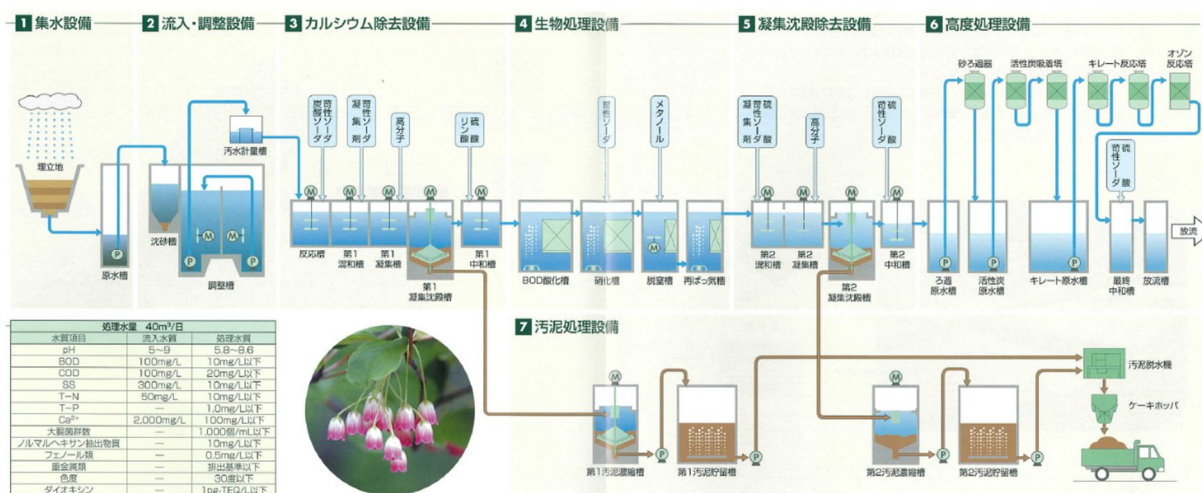 1 集水設備
2 流入・調整設備
3 カルシウム除去設備
4 生物処理設備
5 凝集沈殿除去設備
6 高度処理設備
埋立地
原水槽
P
沈砂槽
汚水計量槽
調整槽
P
M
M
P
苛性ソーダ
炭酸ソーダ
苛性ソーダ
凝集剤
高分子
硫酸
リン酸
M
M
M
M
M
反応槽
第1
混和槽
第1
凝集槽
第1
凝集沈殿槽
第1
中和槽
苛性ソーダ
メタノール
BOD酸化槽
硝化槽
M
脱窒槽
再ばっ気槽
硫酸
苛性ソーダ
凝集剤
高分子
硫酸
苛性ソーダ
M
M
M
M
第2
混和槽
第2
凝集槽
第2
凝集沈殿槽
第2
中和槽
砂ろ過器
活性炭吸着塔
キレート反応塔
オゾン
反応塔
硫酸
苛性ソーダ
P
P
P
ろ過
原水槽
活性炭
原水槽
キレート原水槽
最終
中和槽
放流槽
放流
7 汚泥処理設備
M
第1汚泥濃縮槽
P
第1汚泥貯留槽
P
M
第2汚泥濃縮槽
P
第2汚泥貯留槽
P
汚泥脱水機
ケーキホッパ
処理水量 40m³/日
水質項目 流入水質 処理水質
pH 5～9 5.8～8.6
BOD 100mg/L 10mg/L以下
COD 100mg/L 20mg/L以下
SS 300mg/L 10mg/L以下
T-N 50mg/L 10mg/L以下
T-P — 1.0mg/L以下
Ca²⁺ 2,000mg/L 100mg/L以下
大腸菌群数 — 1,000個/mL以下
ノルマルヘキサン抽出物質 — 10mg/L以下
フェノール類 — 0.5mg/L以下
重金属類 — 排出基準以下
色度 — 30度以下
ダイオキシン — 1pg-TEQ/L以下